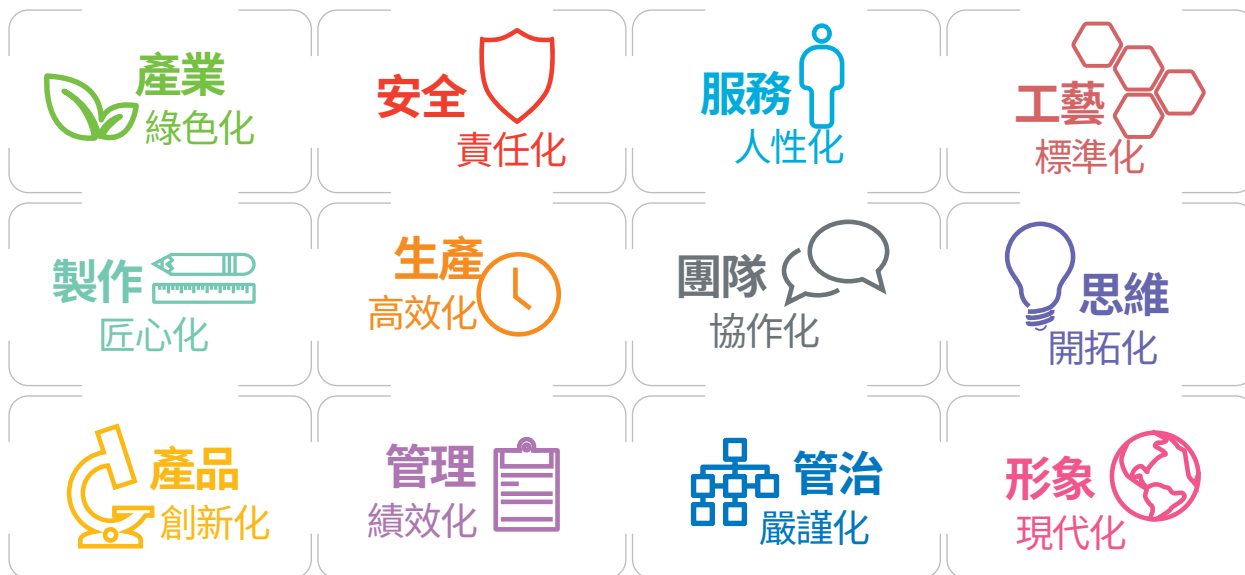 產業
綠色化
安全
責任化
服務
人性化
工藝
標準化
製作
匠心化
生產
高效化
團隊
協作化
思維
開拓化
產品
創新化
管理
績效化
管治
嚴謹化
形象
現代化